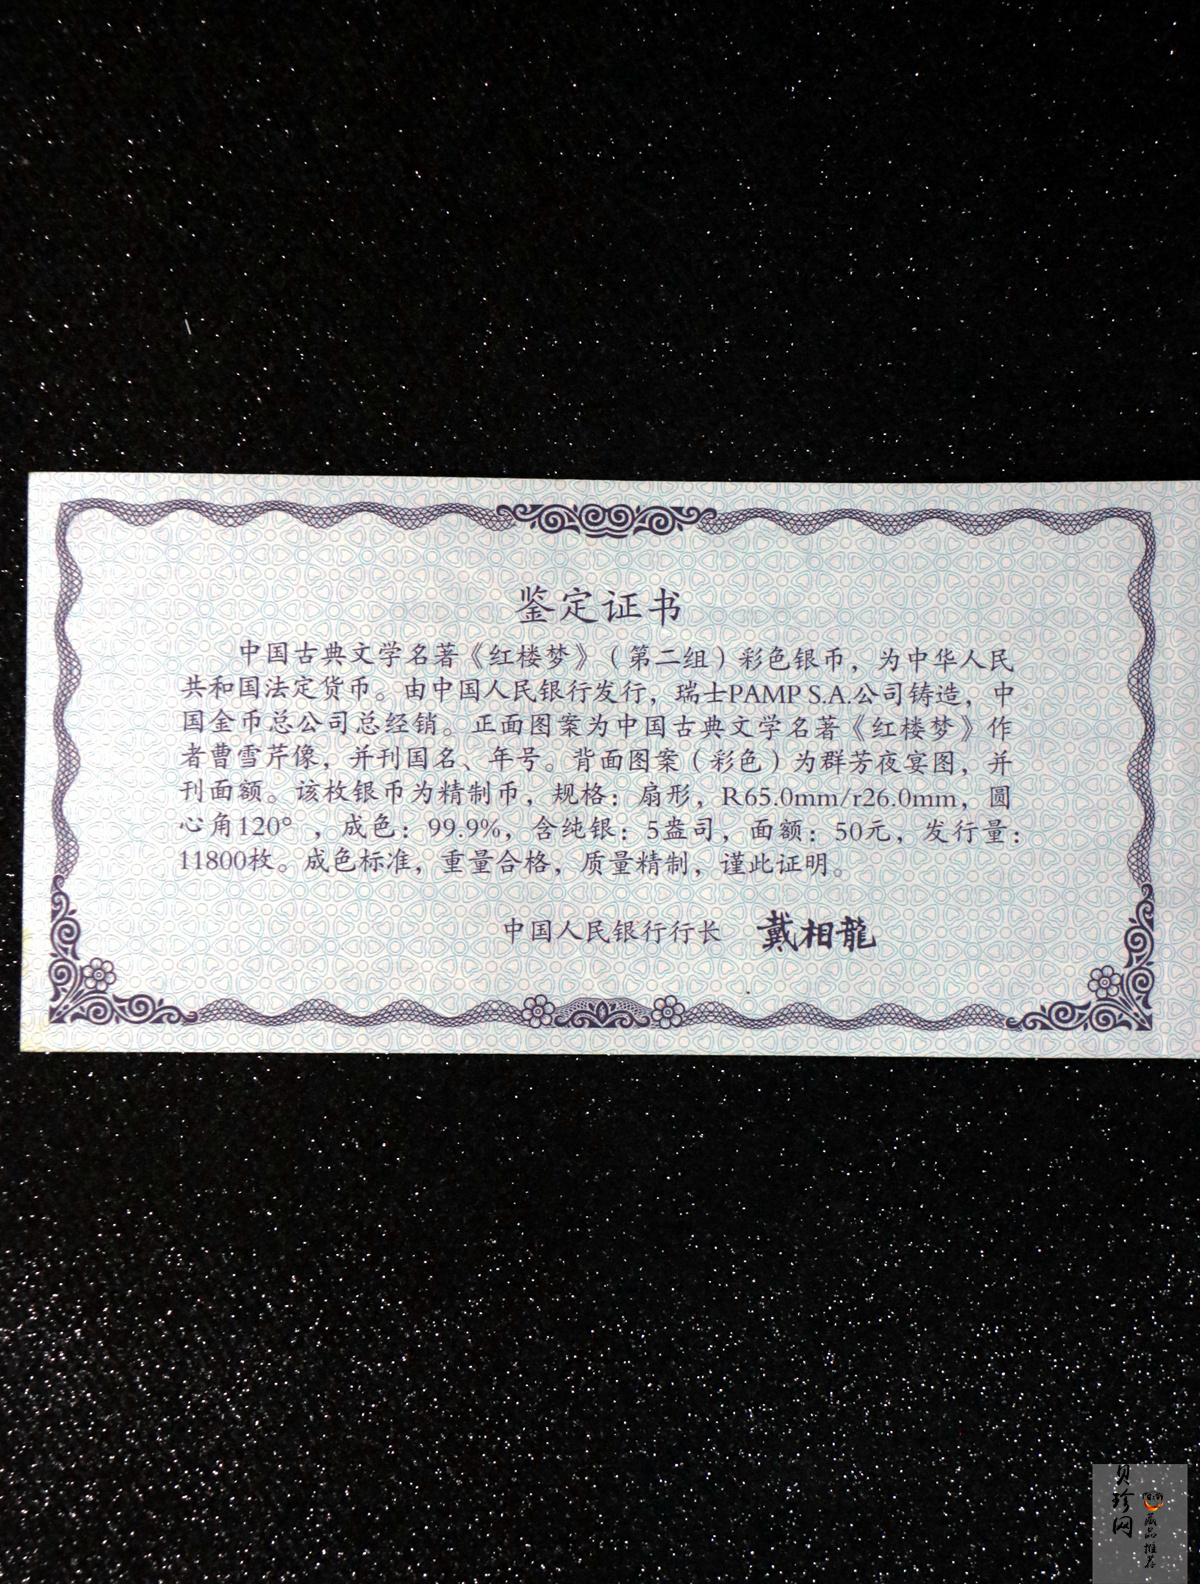 鉴定证书
中国古典文学名著《红楼梦》（第二组）彩色银币，为中华人民
共和国法定货币。由中国人民银行发行，瑞士PAMP S.A.公司铸造，中
国金币总公司总经销。正面图案为中国古典文学名著《红楼梦》作
者曹雪芹像，并刊国名、年号。背面图案（彩色）为群芳夜宴图，并
刊面额。该枚银币为精制币，规格：扇形，R65.0mm/r26.0mm，圆
心角120°，成色：99.9%，含纯银：5盎司，面额：50元，发行量：
11800枚。成色标准，重量合格，质量精制，谨此证明。
中国人民银行行长 戴相龍
贝珍网
藏品推荐